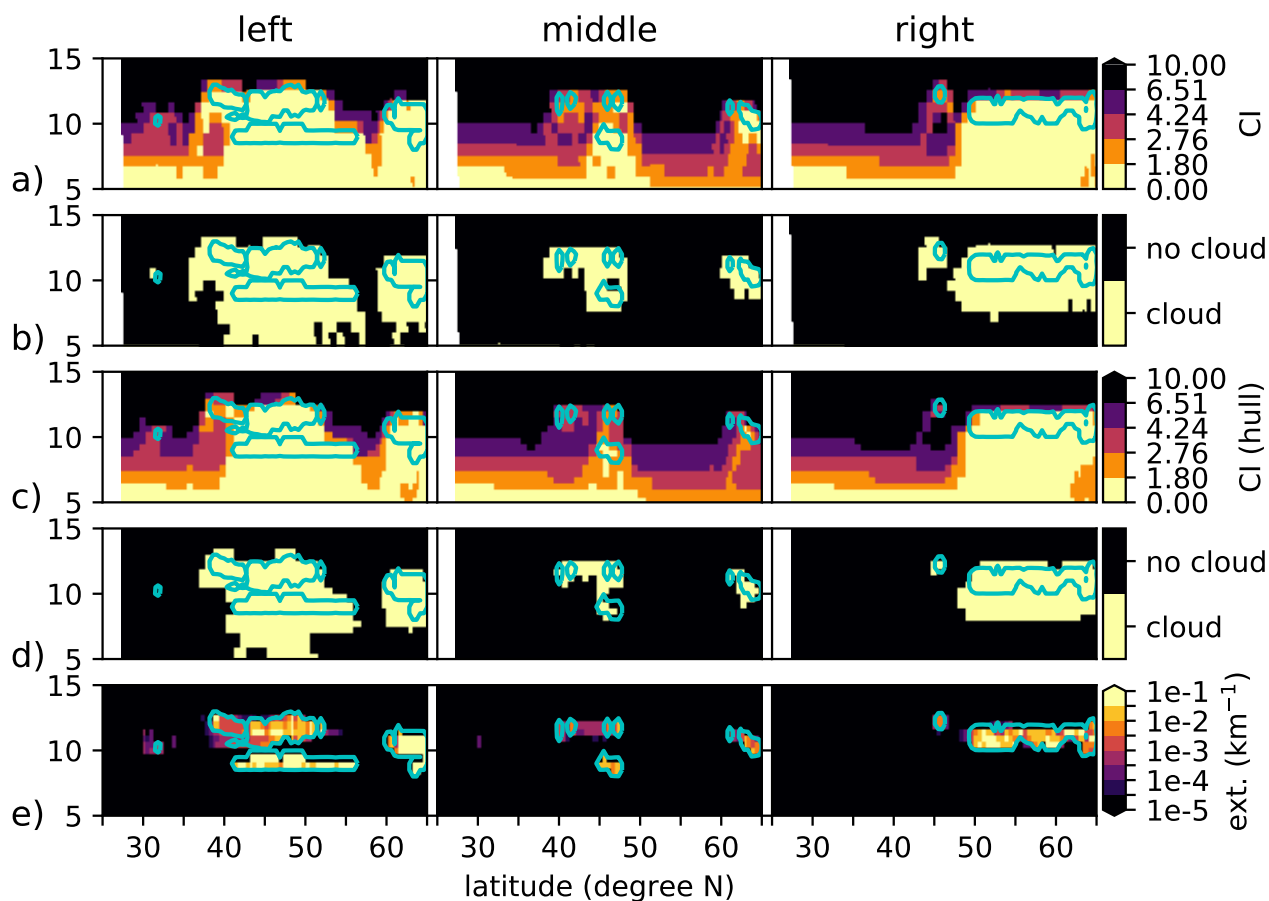 left middle right
15
10
5
a)
10.00
6.51
4.24
2.76
1.80
0.00
CI
15
10
5
b)
no cloud
cloud
15
10
5
c)
10.00
6.51
4.24
2.76
1.80
0.00
CI (hull)
15
10
5
d)
no cloud
cloud
15
10
5
e)
1e-1
1e-2
1e-3
1e-4
1e-5
ext. (km⁻¹)
30 40 50 60 30 40 50 60 30 40 50 60
latitude (degree N)